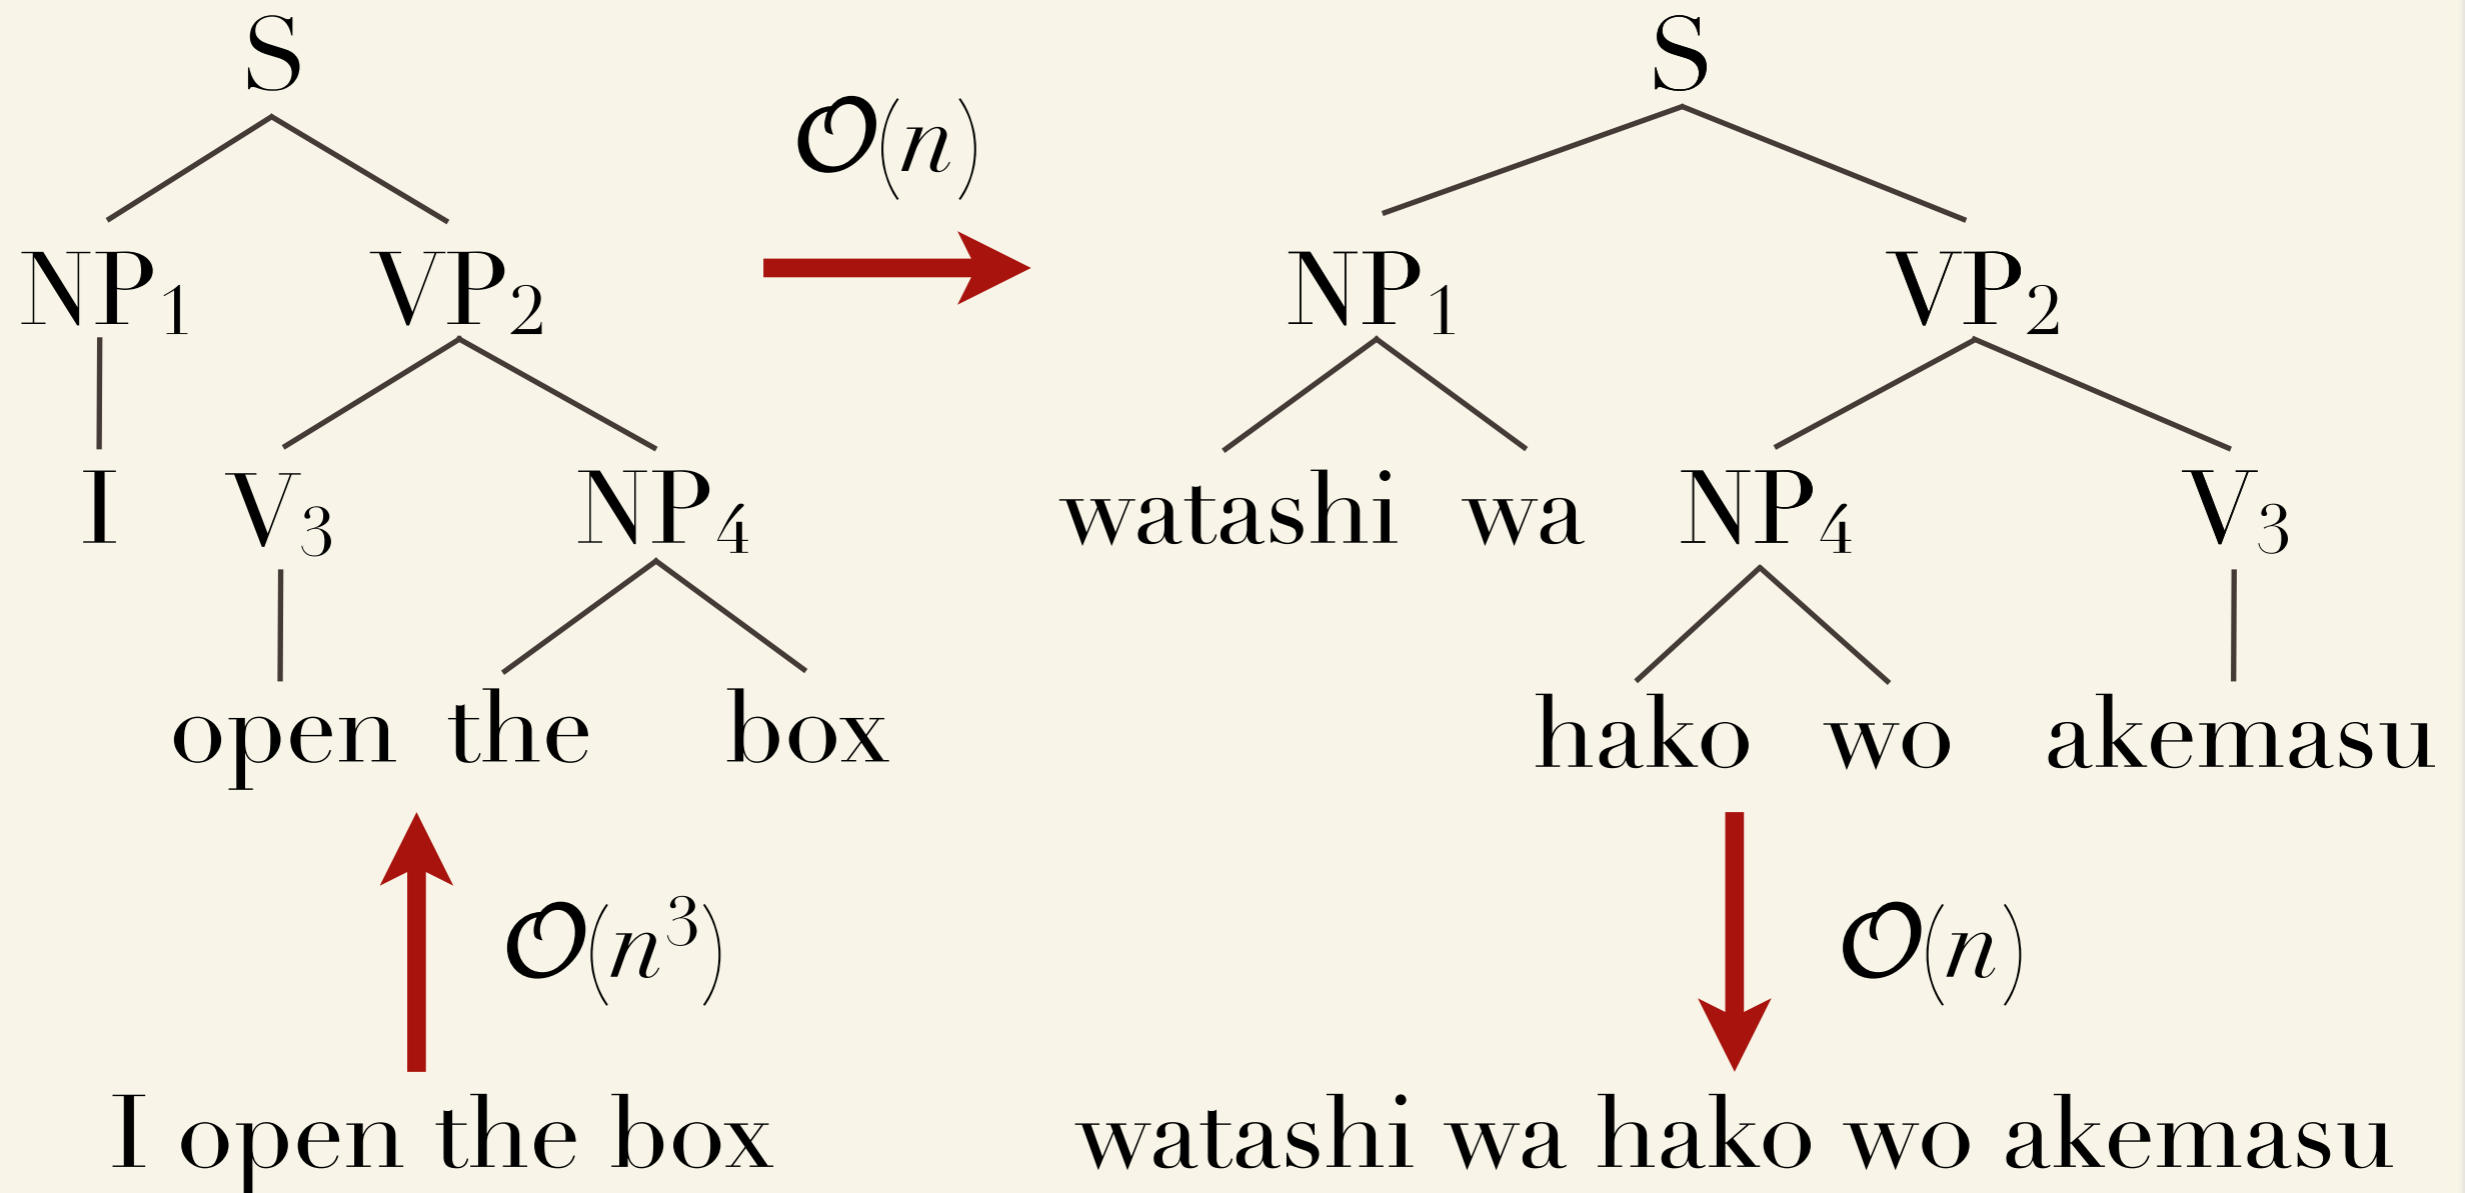 S S
𝒪(n)
NP₁ VP₂ NP₁ VP₂
I V₃ NP₄ watashi wa NP₄ V₃
open the box hako wo akemasu
𝒪(n³) 𝒪(n)
I open the box watashi wa hako wo akemasu